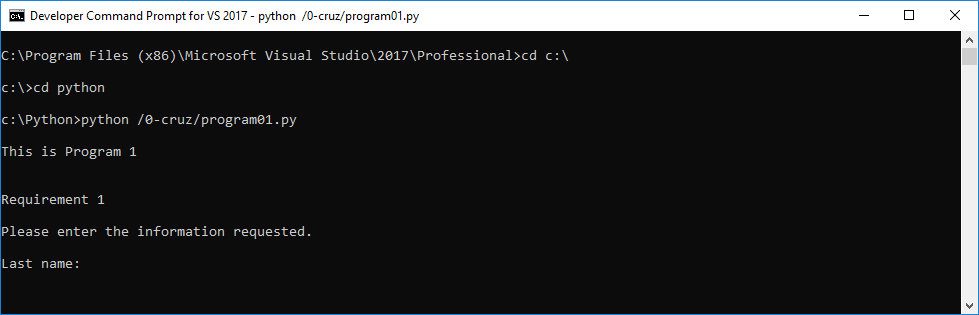 Developer Command Prompt for VS 2017 - python  /0-cruz/program01.py
C:\Program Files (x86)\Microsoft Visual Studio\2017\Professional>cd c:\
c:\>cd python
c:\Python>python /0-cruz/program01.py
This is Program 1
Requirement 1
Please enter the information requested.
Last name: